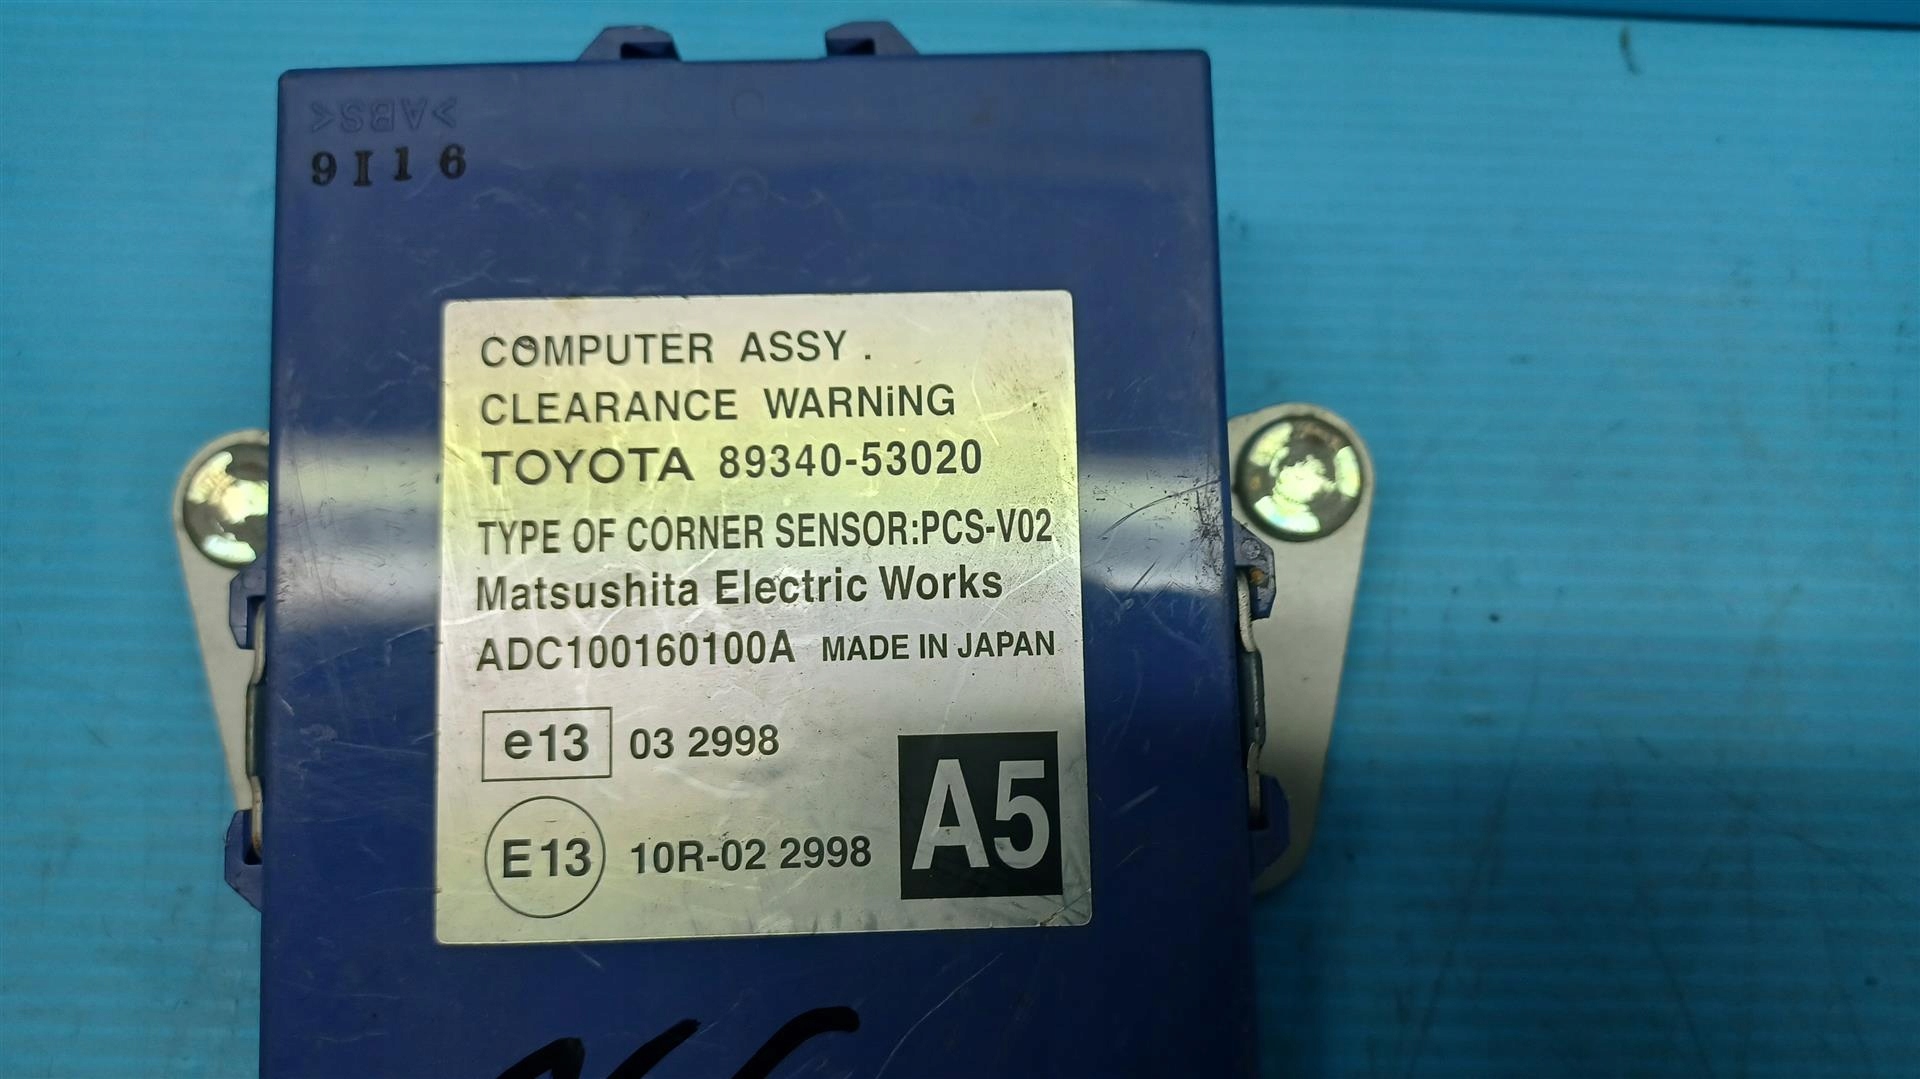 >ABS<
9I16
COMPUTER ASSY.
CLEARANCE WARNiNG
TOYOTA 89340-53020
TYPE OF CORNER SENSOR:PCS-V02
Matsushita Electric Works
ADC100160100A MADE IN JAPAN
e13 03 2998
E13 10R-02 2998
A5